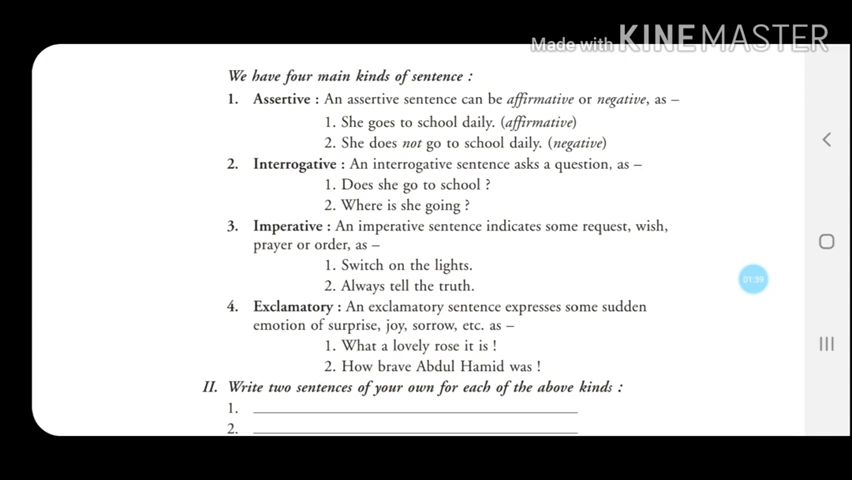 Made with KINEMASTER
We have four main kinds of sentence :
1. Assertive : An assertive sentence can be affirmative or negative, as –
1. She goes to school daily. (affirmative)
2. She does not go to school daily. (negative)
2. Interrogative : An interrogative sentence asks a question, as –
1. Does she go to school ?
2. Where is she going ?
3. Imperative : An imperative sentence indicates some request, wish,
prayer or order, as –
1. Switch on the lights.
2. Always tell the truth.
01:39
4. Exclamatory : An exclamatory sentence expresses some sudden
emotion of surprise, joy, sorrow, etc. as –
1. What a lovely rose it is !
2. How brave Abdul Hamid was !
II. Write two sentences of your own for each of the above kinds :
1.
2.